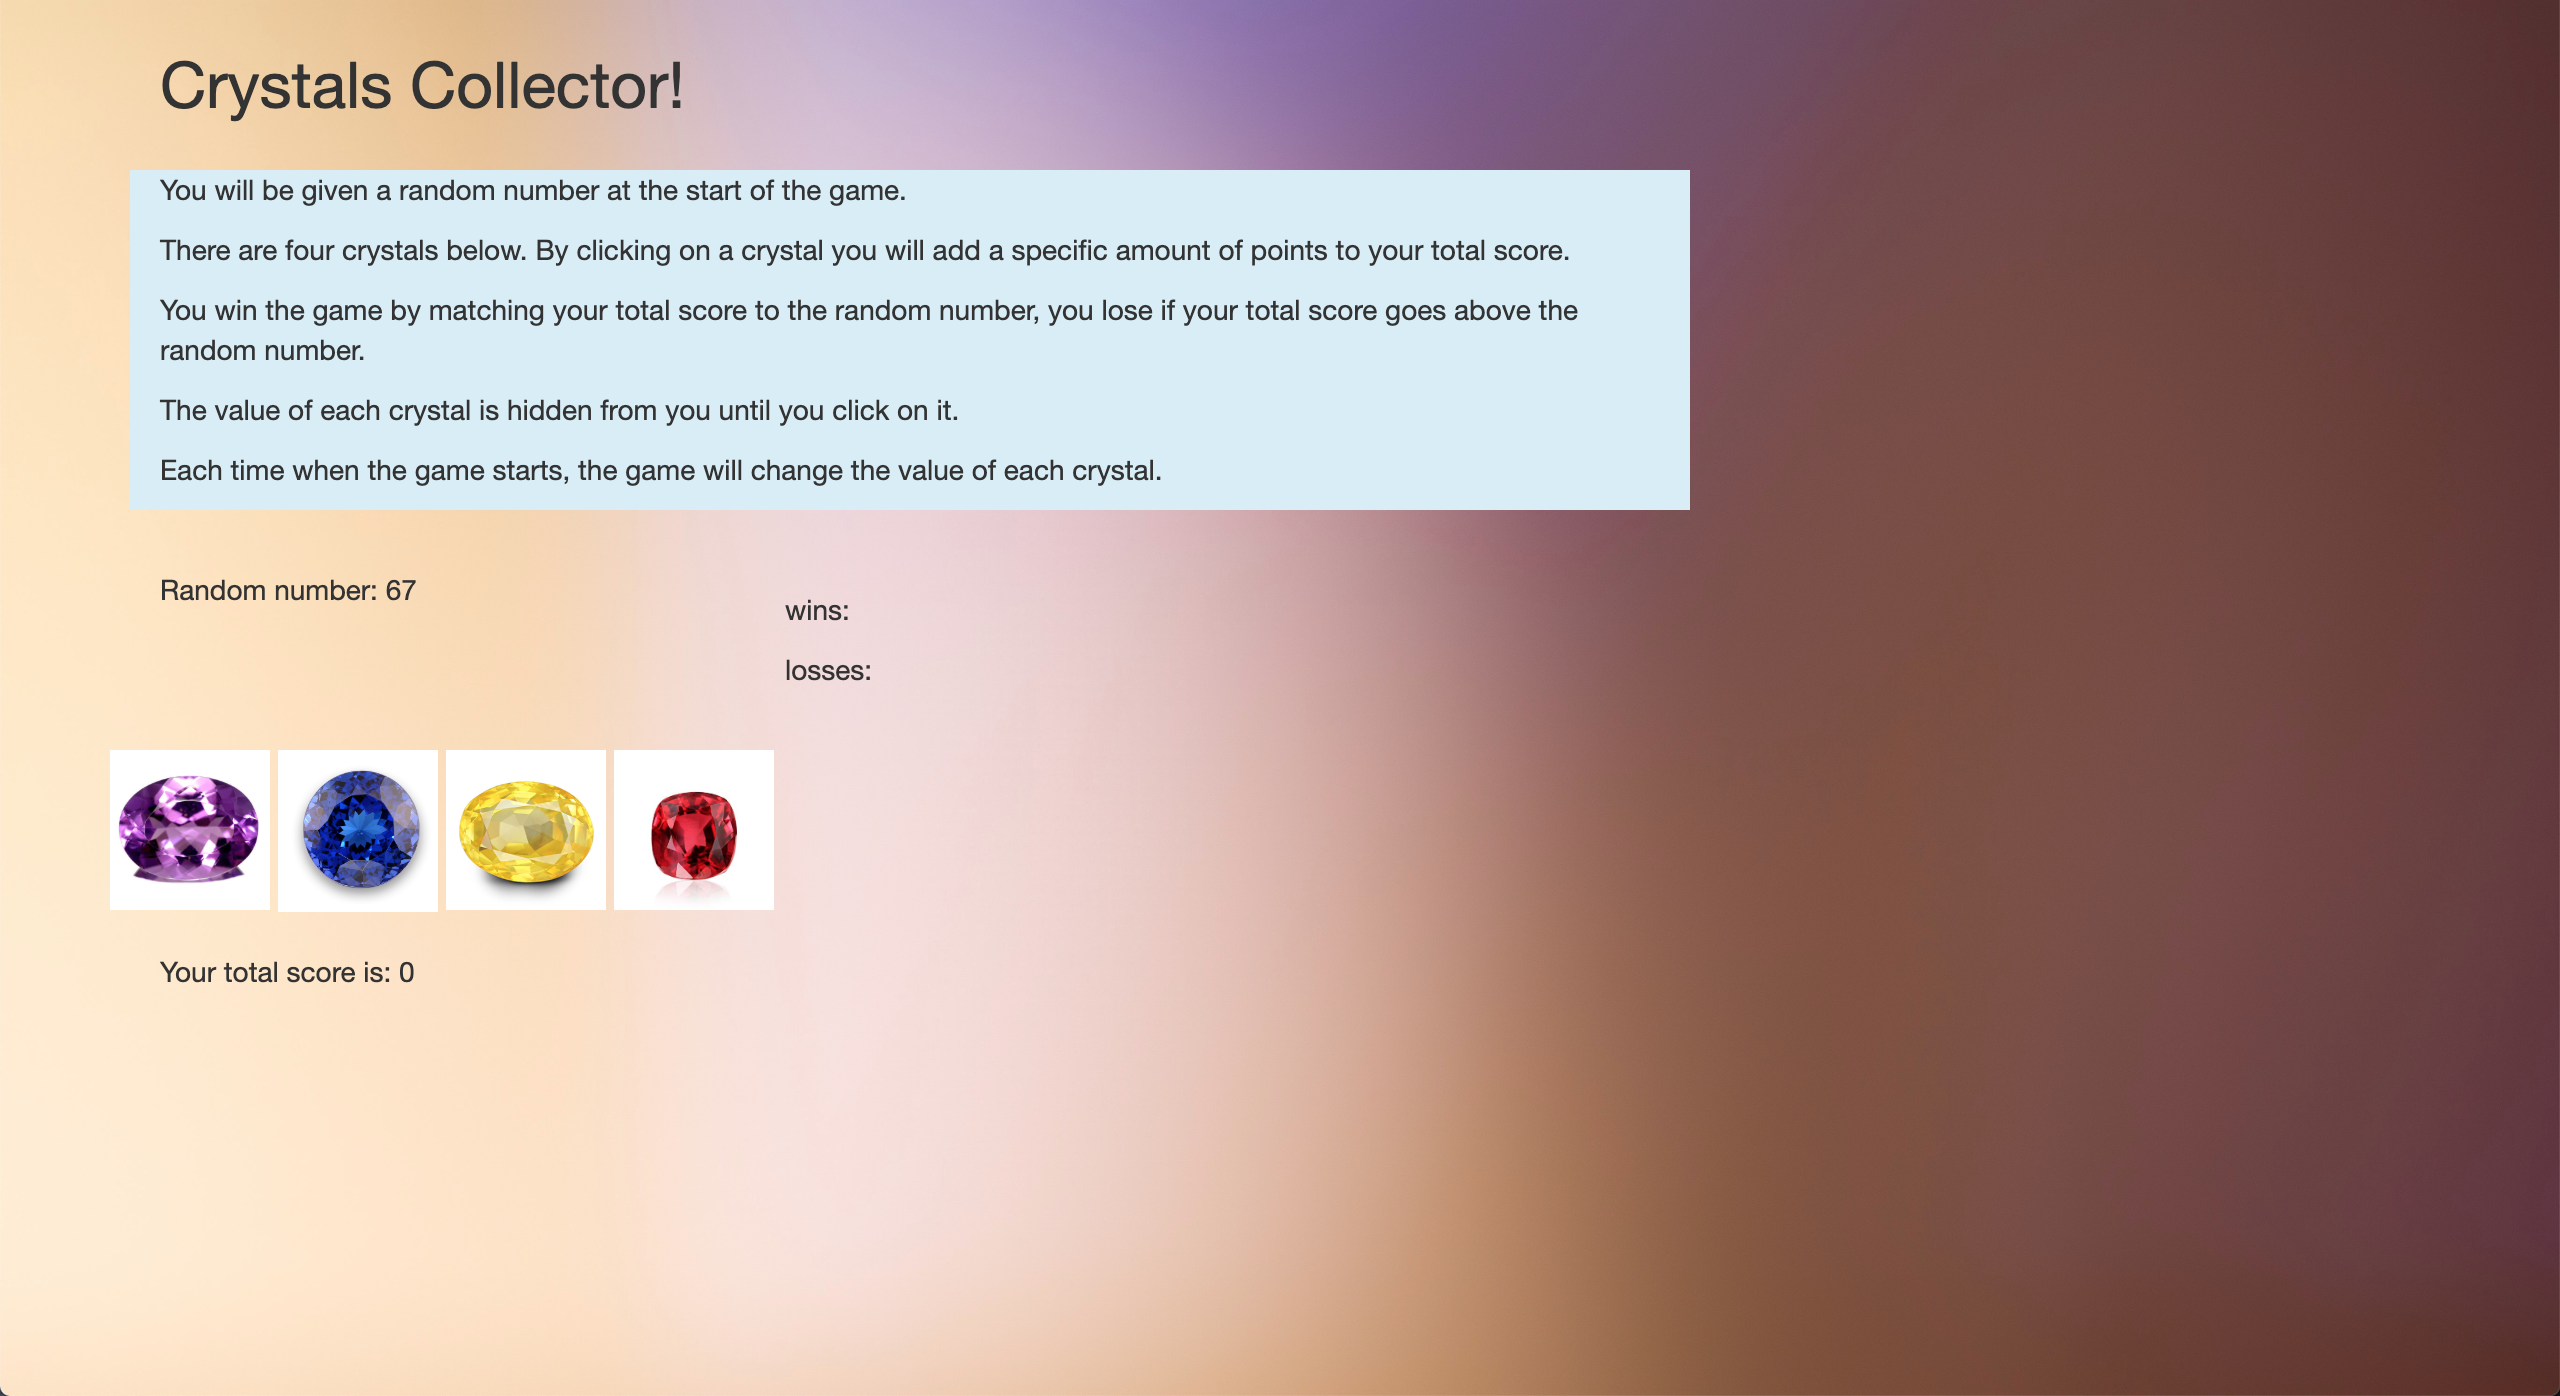 Crystals Collector!
You will be given a random number at the start of the game.
There are four crystals below. By clicking on a crystal you will add a specific amount of points to your total score.
You win the game by matching your total score to the random number, you lose if your total score goes above the
random number.
The value of each crystal is hidden from you until you click on it.
Each time when the game starts, the game will change the value of each crystal.
Random number: 67
wins:
losses:
Your total score is: 0